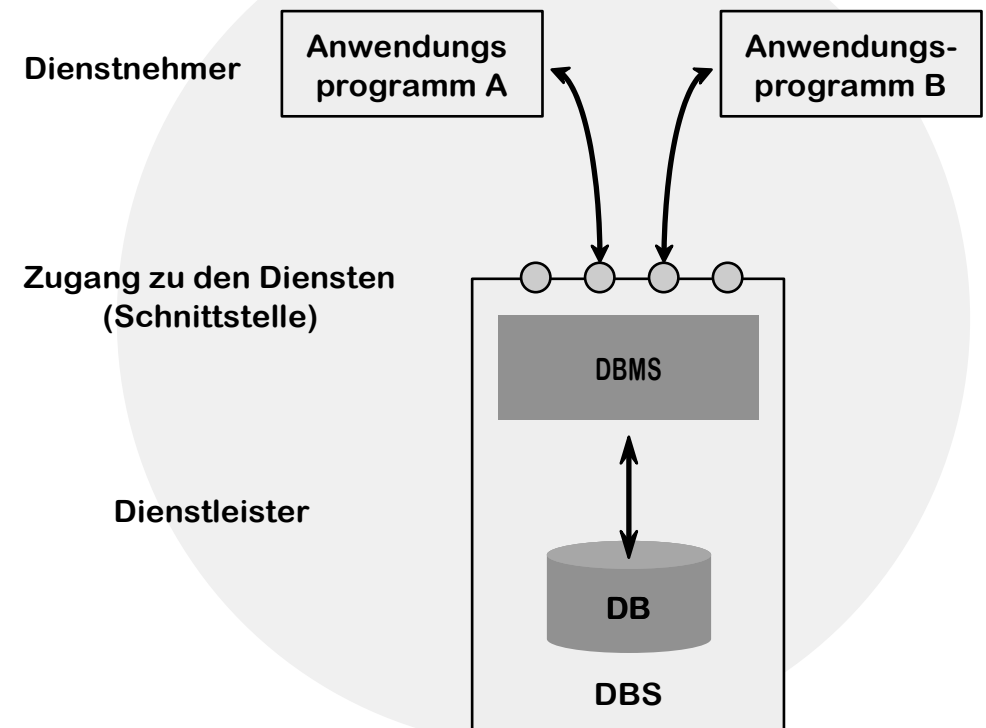 Dienstnehmer
Anwendungs
programm A
Anwendungs-
programm B
Zugang zu den Diensten
(Schnittstelle)
DBMS
Dienstleister
DB
DBS